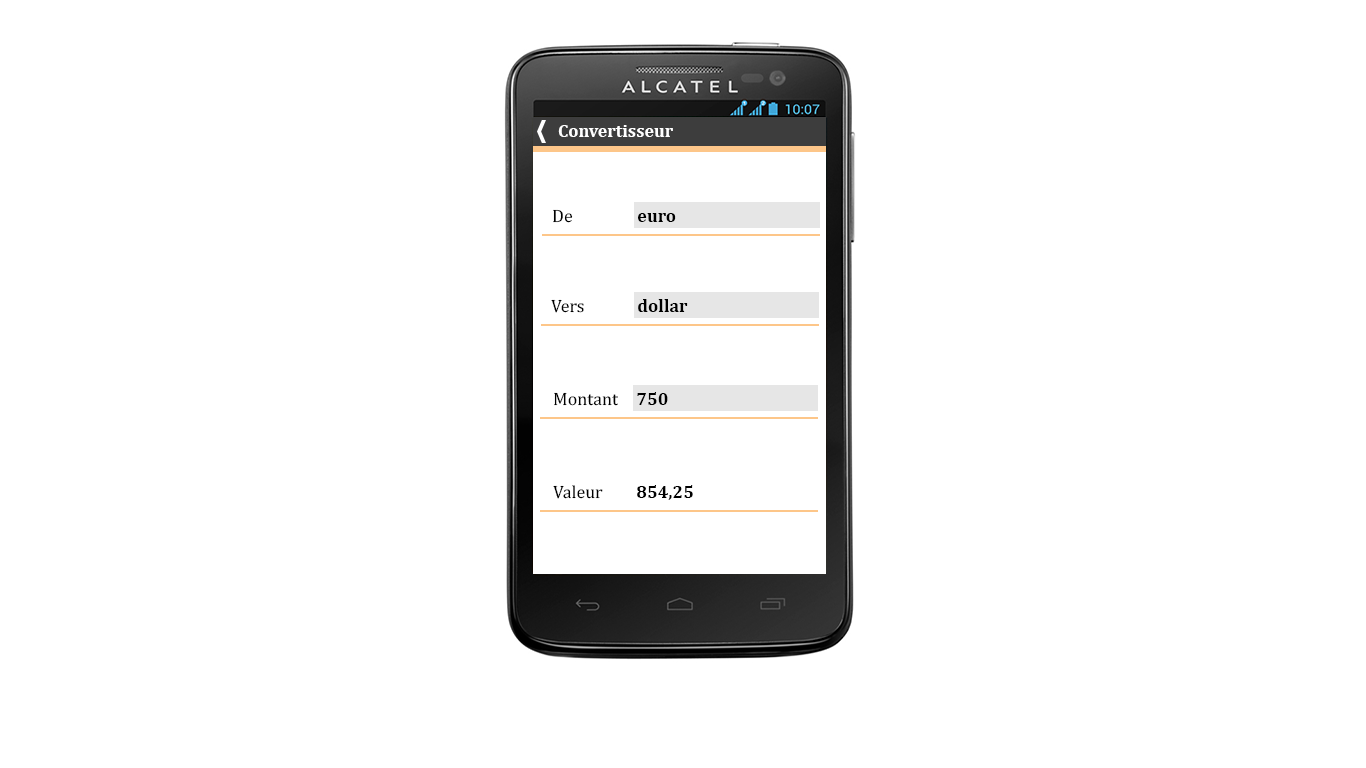 ALCATEL
10:07
Convertisseur
De euro
Vers dollar
Montant 750
Valeur 854,25